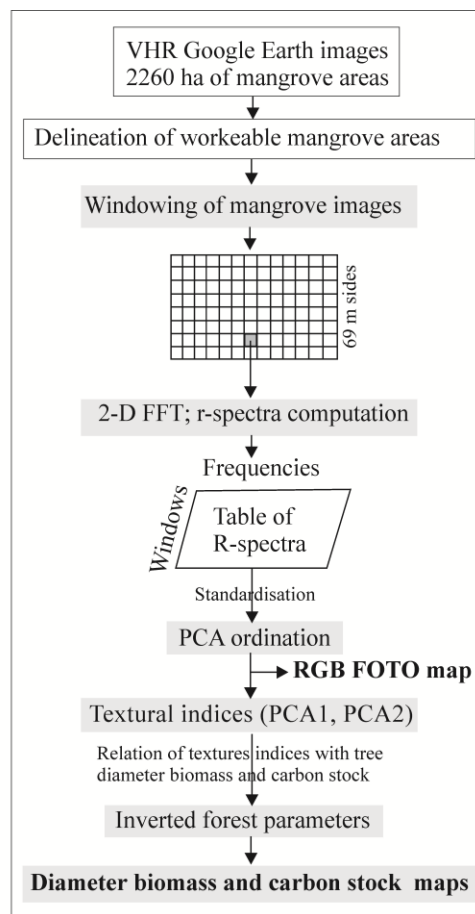 VHR Google Earth images
2260 ha of mangrove areas
Delineation of workeable mangrove areas
Windowing of mangrove images
69 m sides
2-D FFT; r-spectra computation
Frequencies
Windows
Table of
R-spectra
Standardisation
PCA ordination
RGB FOTO map
Textural indices (PCA1, PCA2)
Relation of textures indices with tree
diameter biomass and carbon stock
Inverted forest parameters
Diameter biomass and carbon stock maps